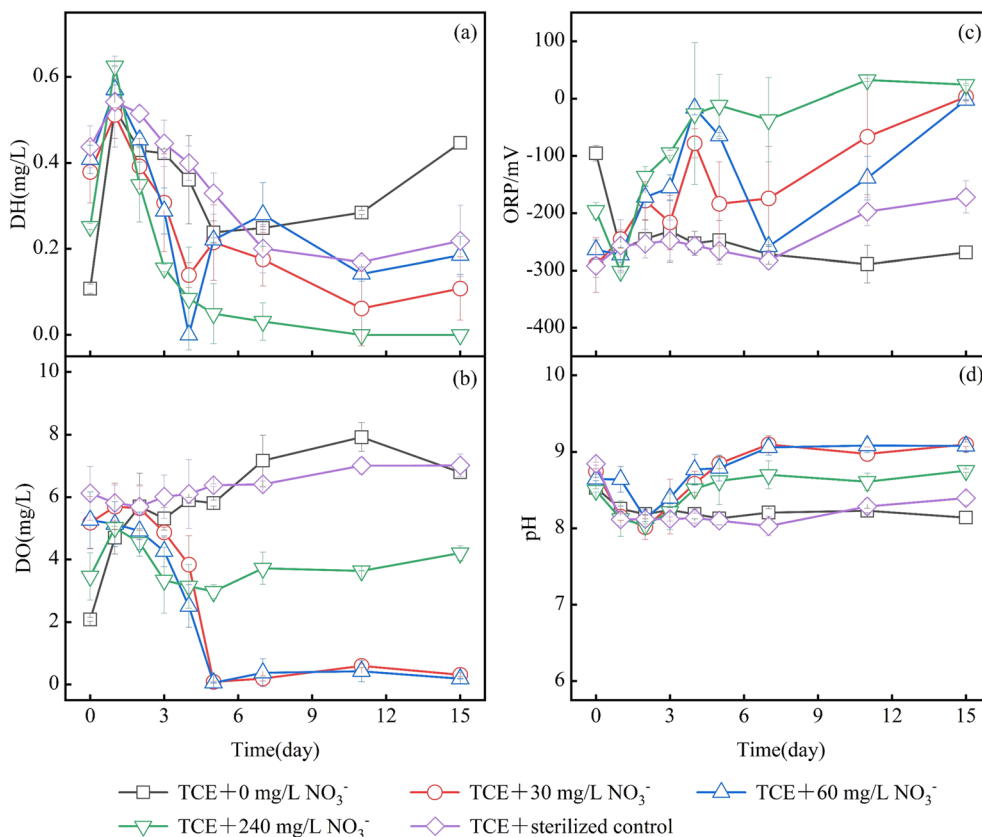 (a)
DH(mg/L)
0.6
0.4
0.2
0.0
(b)
DO(mg/L)
10
8
6
4
2
0
0 3 6 9 12 15
Time(day)
(c)
ORP/mV
100
0
-100
-200
-300
-400
(d)
pH
10
9
8
7
6
0 3 6 9 12 15
Time(day)
TCE+0 mg/L NO₃⁻ TCE+30 mg/L NO₃⁻ TCE+60 mg/L NO₃⁻
TCE+240 mg/L NO₃⁻ TCE+sterilized control